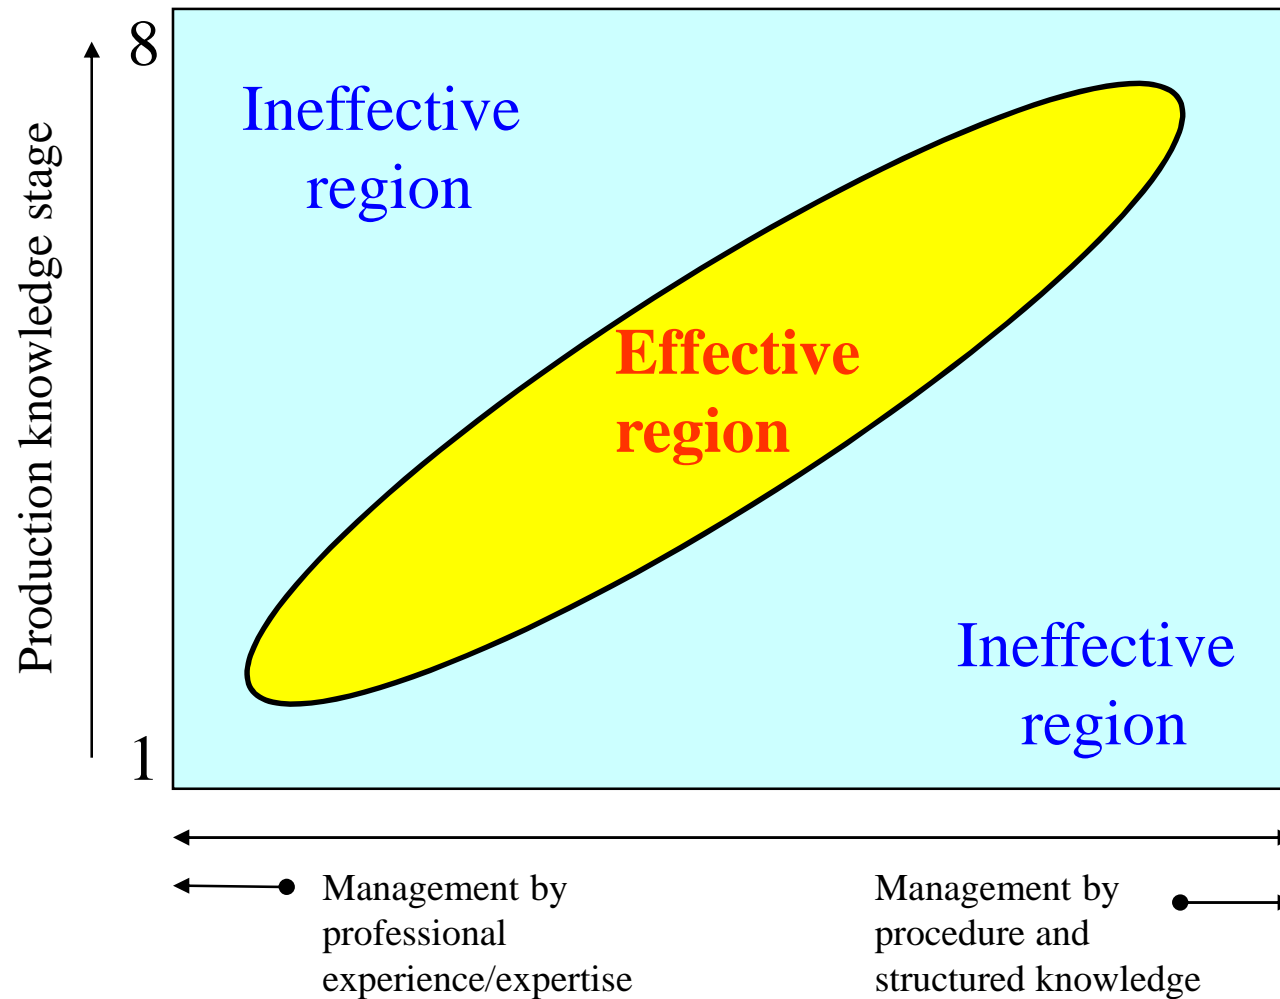 8
Ineffective
region
Production knowledge stage
Effective
region
Ineffective
region
1
Management by
professional
experience/expertise
Management by
procedure and
structured knowledge